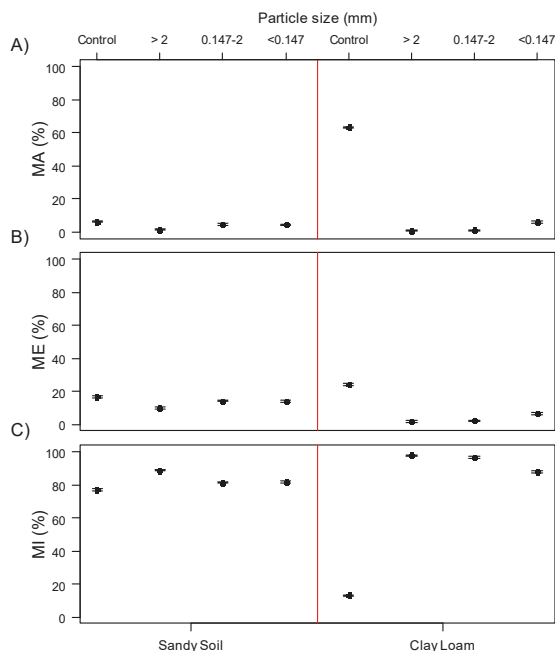 Particle size (mm)
Control > 2 0.147-2 <0.147 Control > 2 0.147-2 <0.147
A)
MA (%)
100
80
60
40
20
0
B)
ME (%)
100
80
60
40
20
0
C)
MI (%)
100
80
60
40
20
0
Sandy Soil Clay Loam